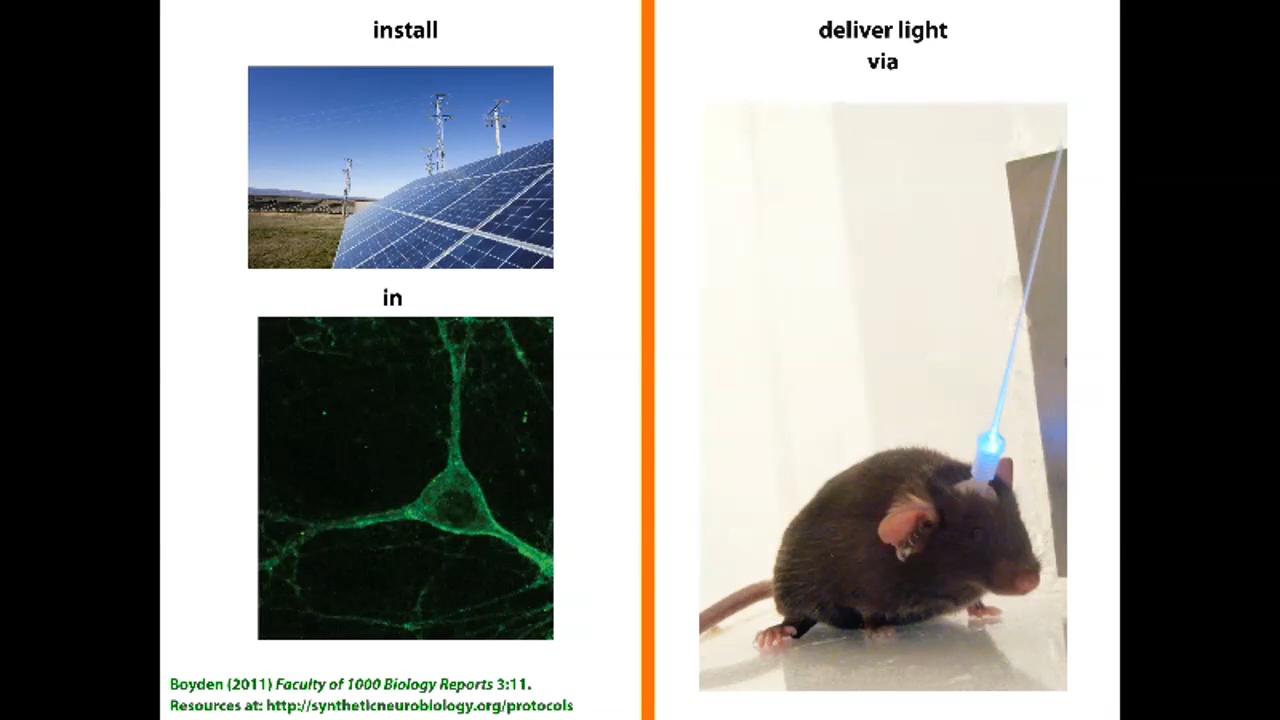 install
in
Boyden (2011) Faculty of 1000 Biology Reports 3:11.
Resources at: http://syntheticneurobiology.org/protocols
deliver light
via